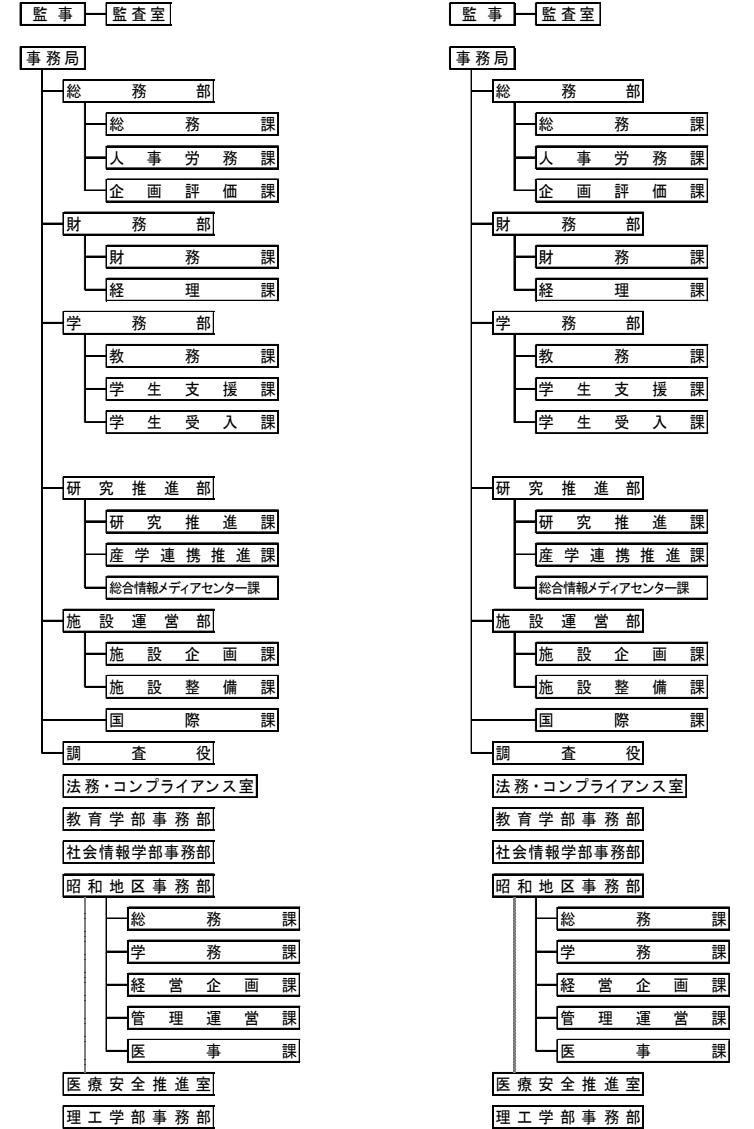 監事 監査室
事務局
総務部
総務課
人事労務課
企画評価課
財務部
財務課
経理課
学務部
教務課
学生支援課
学生受入課
研究推進部
研究推進課
産学連携推進課
総合情報メディアセンター課
施設運営部
施設企画課
施設整備課
国際課
調査役
法務・コンプライアンス室
教育学部事務部
社会情報学部事務部
昭和地区事務部
総務課
学務課
経営企画課
管理運営課
医事課
医療安全推進室
理工学部事務部
監事 監査室
事務局
総務部
総務課
人事労務課
企画評価課
財務部
財務課
経理課
学務部
教務課
学生支援課
学生受入課
研究推進部
研究推進課
産学連携推進課
総合情報メディアセンター課
施設運営部
施設企画課
施設整備課
国際課
調査役
法務・コンプライアンス室
教育学部事務部
社会情報学部事務部
昭和地区事務部
総務課
学務課
経営企画課
管理運営課
医事課
医療安全推進室
理工学部事務部